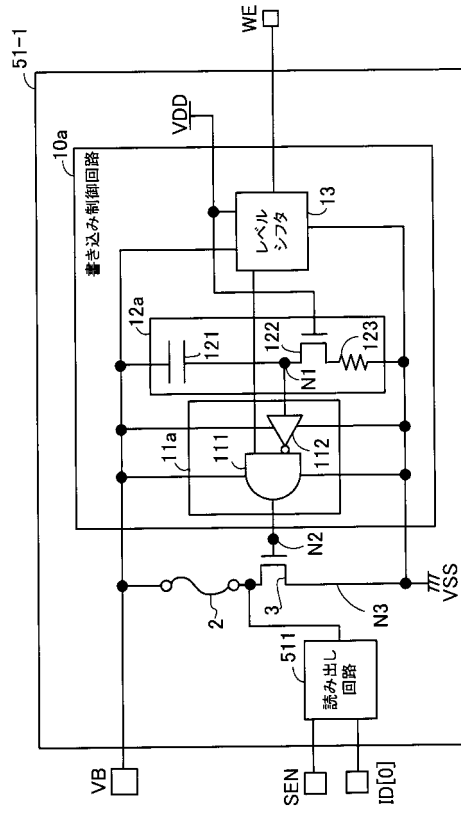 51-1
10a
書き込み制御回路
VDD
WE
12a
121
122
N1
123
レベル
シフタ
13
11a
111
112
N2
2
3
N3
VSS
VB
511
読み出し
回路
SEN
ID[0]